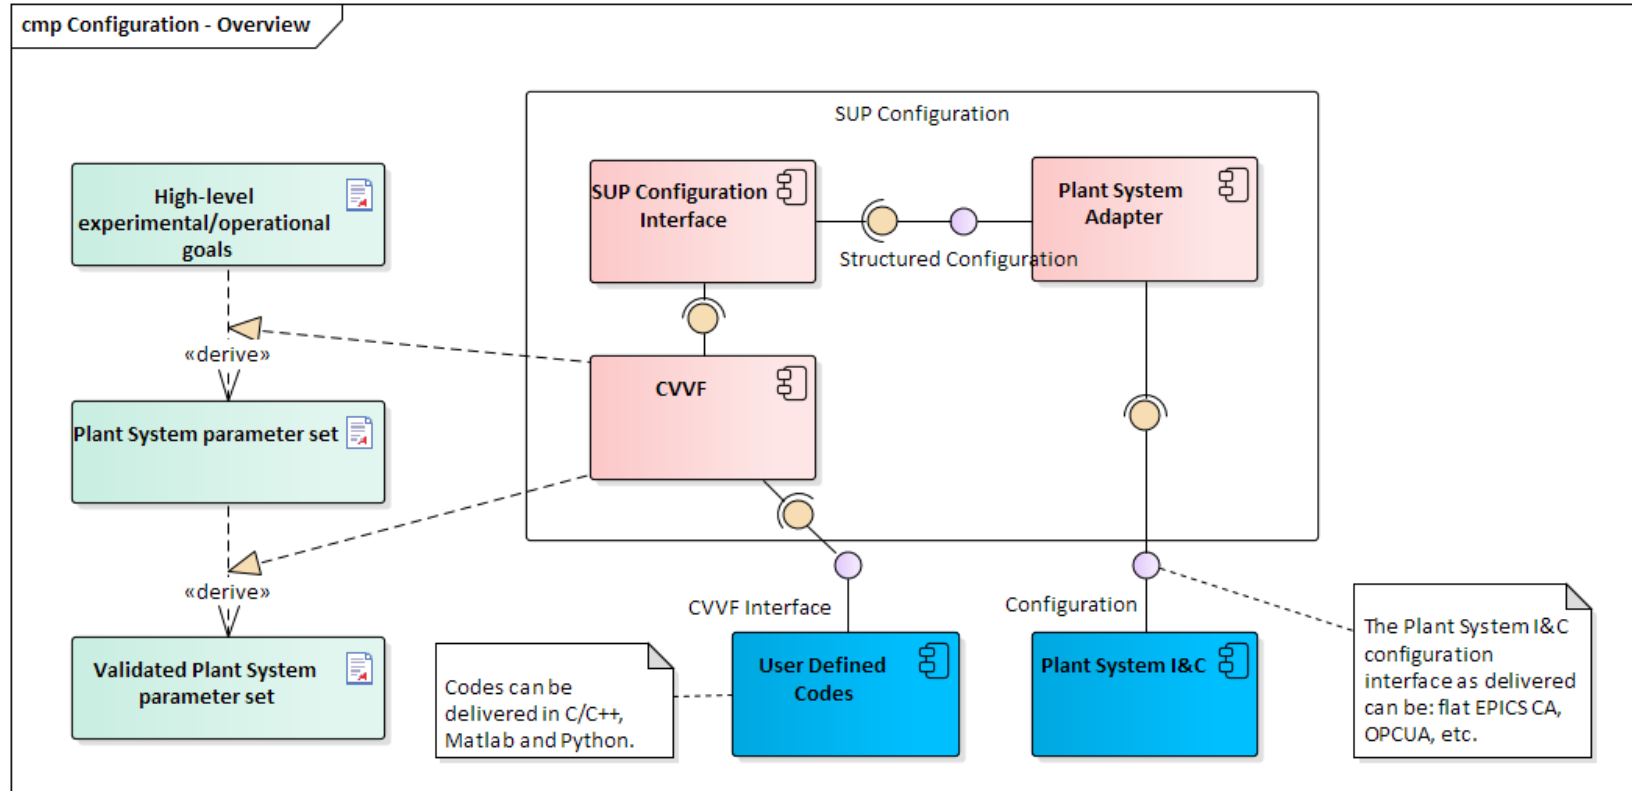 cmp Configuration - Overview
SUP Configuration
High-level
experimental/operational
goals
SUP Configuration
Interface
Plant System
Adapter
Structured Configuration
«derive»
CVVF
Plant System parameter set
«derive»
CVVF Interface
Configuration
Validated Plant System
parameter set
Codes can be
delivered in C/C++,
Matlab and Python.
User Defined
Codes
Plant System I&C
The Plant System I&C
configuration
interface as delivered
can be: flat EPICS CA,
OPCUA, etc.